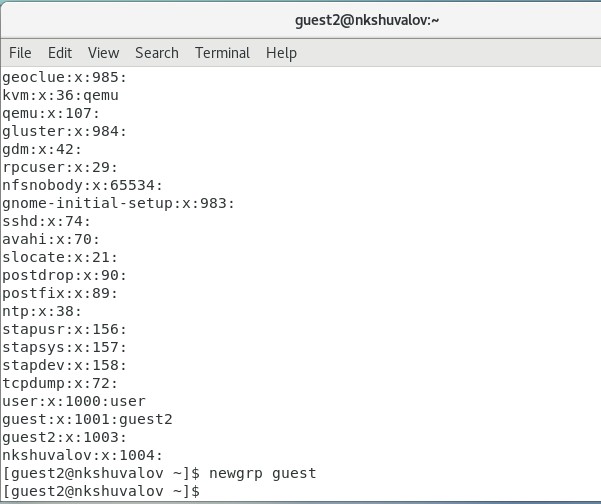 guest2@nkshuvalov:~
File Edit View Search Terminal Help
geoclue:x:985:
kvm:x:36:qemu
qemu:x:107:
gluster:x:984:
gdm:x:42:
rpcuser:x:29:
nfsnobody:x:65534:
gnome-initial-setup:x:983:
sshd:x:74:
avahi:x:70:
slocate:x:21:
postdrop:x:90:
postfix:x:89:
ntp:x:38:
stapusr:x:156:
stapsys:x:157:
stapdev:x:158:
tcpdump:x:72:
user:x:1000:user
guest:x:1001:guest2
guest2:x:1003:
nkshuvalov:x:1004:
[guest2@nkshuvalov ~]$ newgrp guest
[guest2@nkshuvalov ~]$